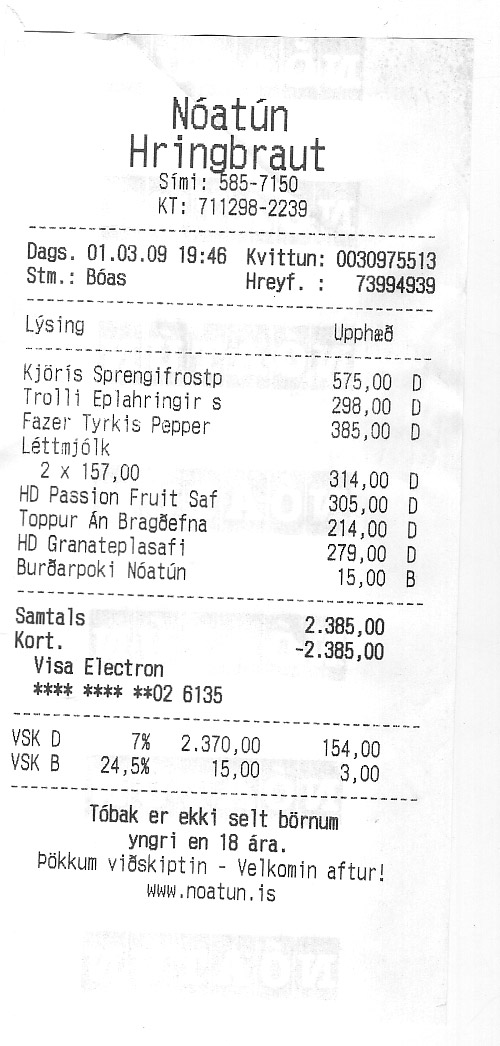 Nóatún
Hringbraut
Sími: 585-7150
KT: 711298-2239
Dags. 01.03.09 19:46 Kvittun: 0030975513
Stm.: Bóas Hreyf. : 73994939
Lýsing Upphæð
Kjörís Sprengifrostp 575,00 D
Trolli Eplahringir s 298,00 D
Fazer Tyrkis Pepper 385,00 D
Léttmjólk
2 x 157,00 314,00 D
HD Passion Fruit Saf 305,00 D
Toppur Án Bragðefna 214,00 D
HD Granateplasafi 279,00 D
Burðarpoki Nóatún 15,00 B
Samtals 2.385,00
Kort. -2.385,00
Visa Electron
**** **** **02 6135
VSK D 7% 2.370,00 154,00
VSK B 24,5% 15,00 3,00
Tóbak er ekki selt börnum
yngri en 18 ára.
Þökkum viðskiptin - Velkomin aftur!
www.noatun.is